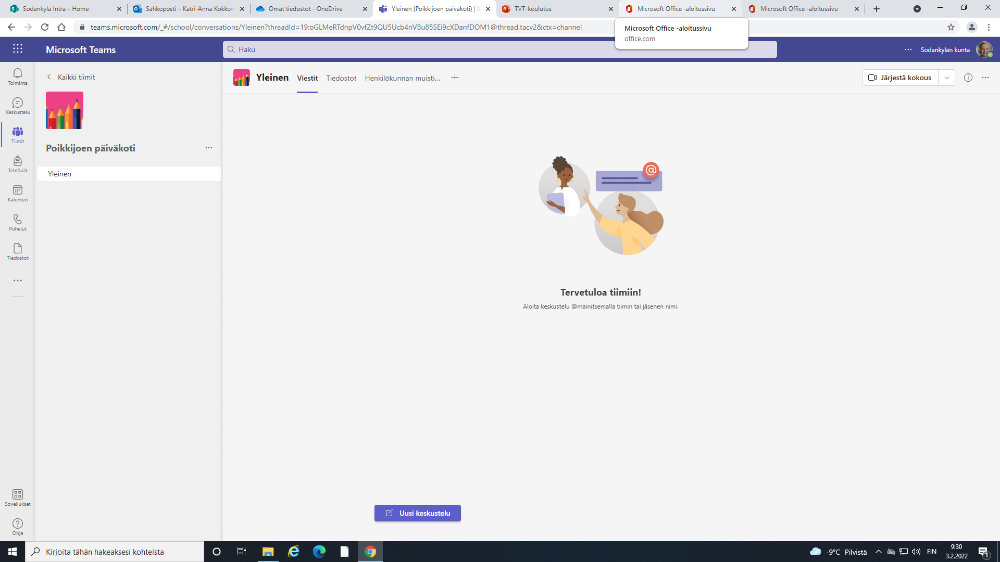 Sodankylä Intra – Home
Sähköposti – Katri-Anna Kokkon
Omat tiedostot - OneDrive
Yleinen (Poikkijoen päiväkoti) | M
TVT-koulutus
Microsoft Office -aloitussivu
Microsoft Office -aloitussivu
teams.microsoft.com/_#/school/conversations/Yleinen?threadId=19:oGLMeRTdnpV0vfZt9QU5Ucb4nVBu85SEi9cXDanfDOM1@thread.tacv2&ctx=channel
Microsoft Office -aloitussivu
office.com
Microsoft Teams
Haku
Sodankylän kunta
Toiminta
Keskustelu
Tiimit
Tehtävät
Kalenteri
Puhelut
Tiedostot
Sovellukset
Ohje
Kaikki tiimit
Poikkijoen päiväkoti
Yleinen
Yleinen
Viestit
Tiedostot
Henkilökunnan muisti...
Järjestä kokous
Tervetuloa tiimiin!
Aloita keskustelu @mainitsemalla tiimin tai jäsenen nimi.
Uusi keskustelu
Kirjoita tähän hakeaksesi kohteista
-9°C Pilvistä
FIN
9:30
3.2.2022
1